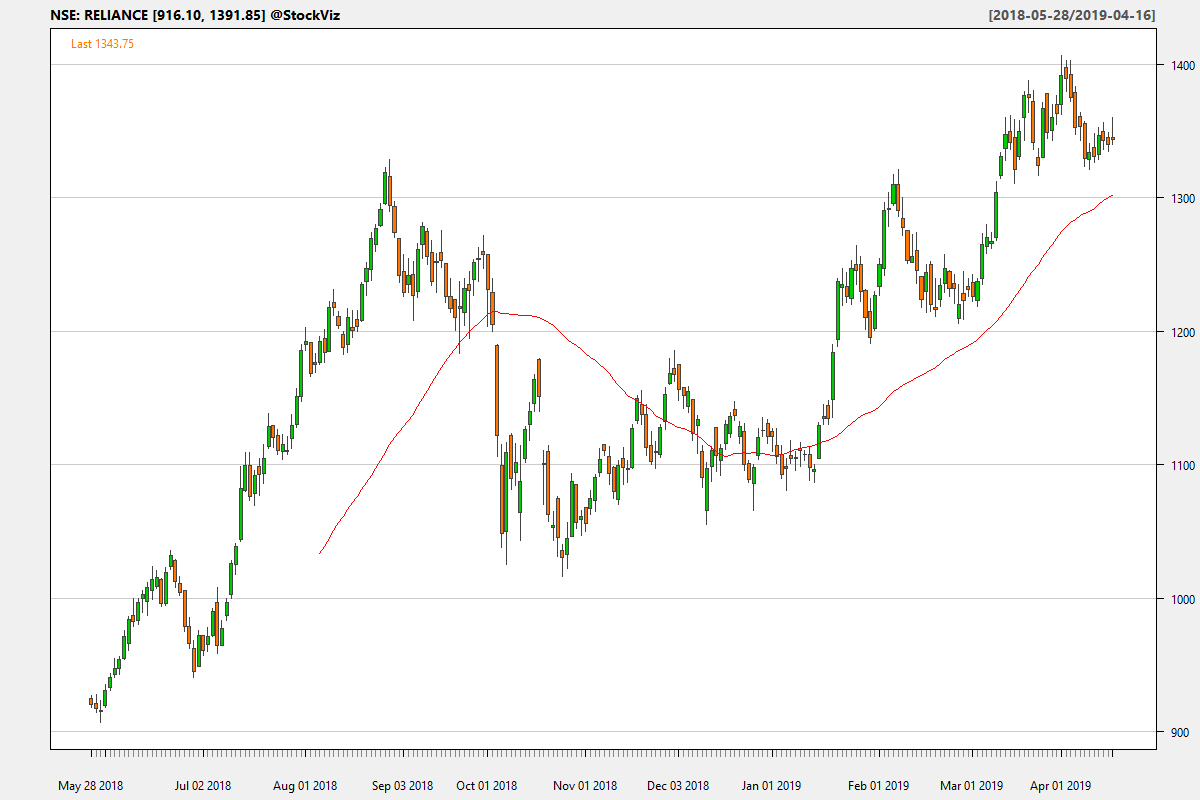 NSE: RELIANCE [916.10, 1391.85] @StockViz
[2018-05-28/2019-04-16]
Last 1343.75
1400
1300
1200
1100
1000
900
May 28 2018 Jul 02 2018 Aug 01 2018 Sep 03 2018 Oct 01 2018 Nov 01 2018 Dec 03 2018 Jan 01 2019 Feb 01 2019 Mar 01 2019 Apr 01 2019